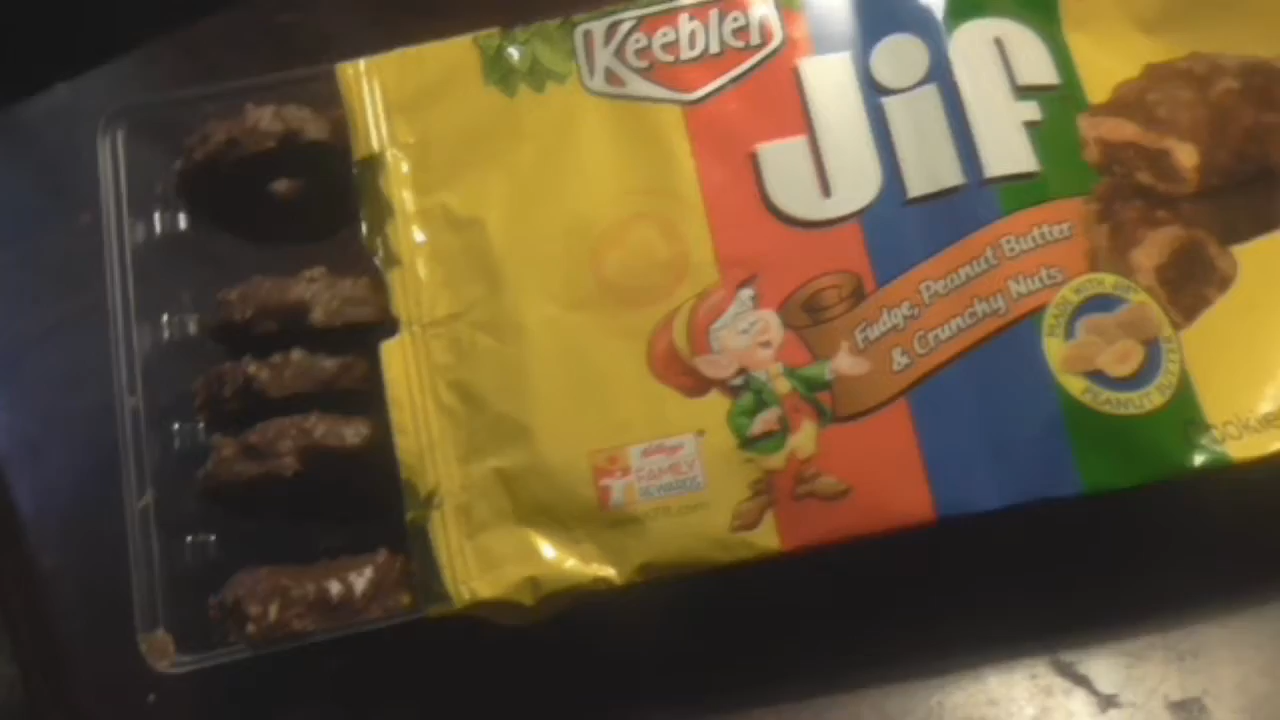 Keebler
Jif
Fudge, Peanut Butter
& Crunchy Nuts
MADE WITH JIF
PEANUT BUTTER
Kellogg's
FAMILY
REWARDS
Cookies